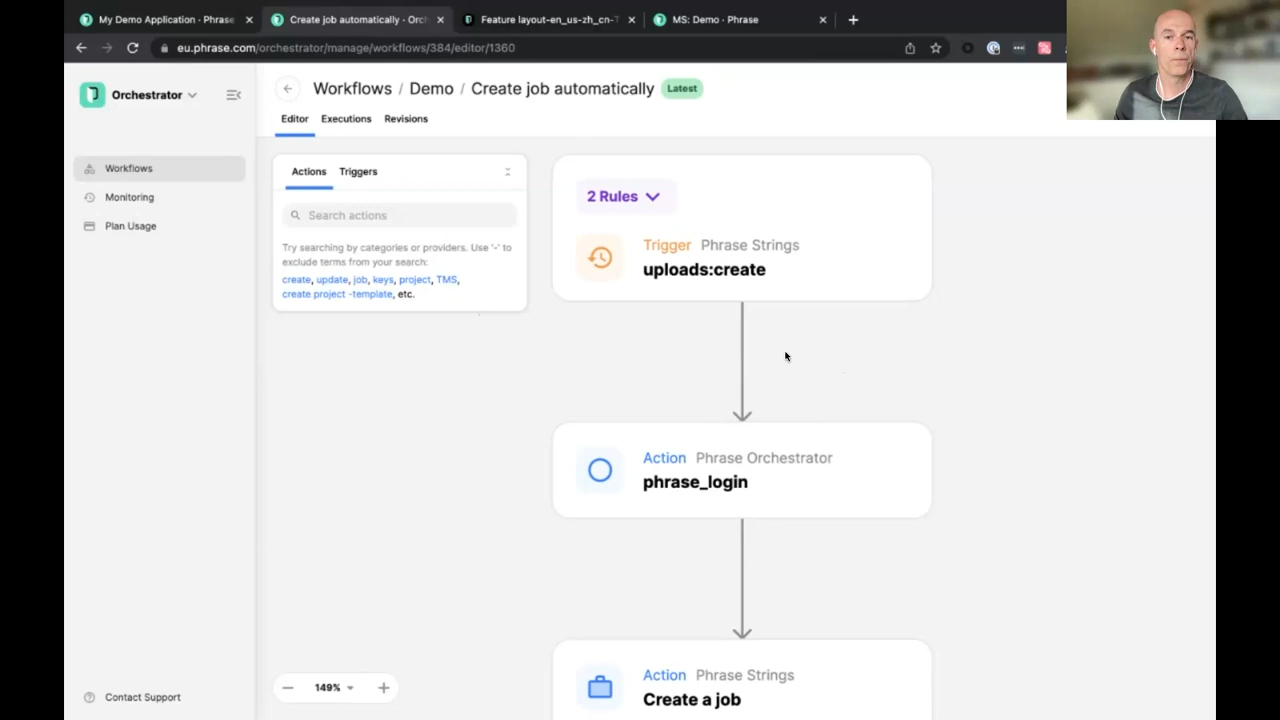 My Demo Application · Phrase
Create job automatically · Orch
Feature layout-en_us-zh_cn-T
MS: Demo · Phrase
eu.phrase.com/orchestrator/manage/workflows/384/editor/1360
Orchestrator
Workflows / Demo / Create job automatically
Latest
Editor
Executions
Revisions
Workflows
Monitoring
Plan Usage
Actions
Triggers
Search actions
Try searching by categories or providers. Use '-' to
exclude terms from your search:
create, update, job, keys, project, TMS,
create project -template, etc.
2 Rules
Trigger Phrase Strings
uploads:create
Action Phrase Orchestrator
phrase_login
Action Phrase Strings
Create a job
149%
Contact Support